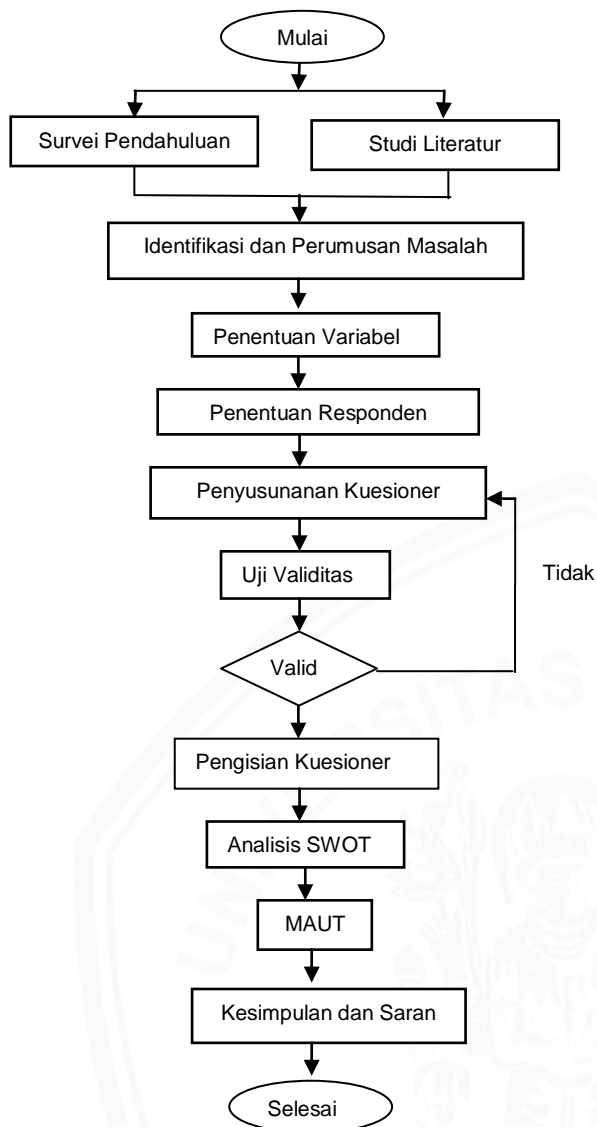 Mulai
Survei Pendahuluan
Studi Literatur
Identifikasi dan Perumusan Masalah
Penentuan Variabel
Penentuan Responden
Penyusunanan Kuesioner
Uji Validitas
Tidak
Valid
UNIVERSITAS
Pengisian Kuesioner
Analisis SWOT
MAUT
Kesimpulan dan Saran
Selesai